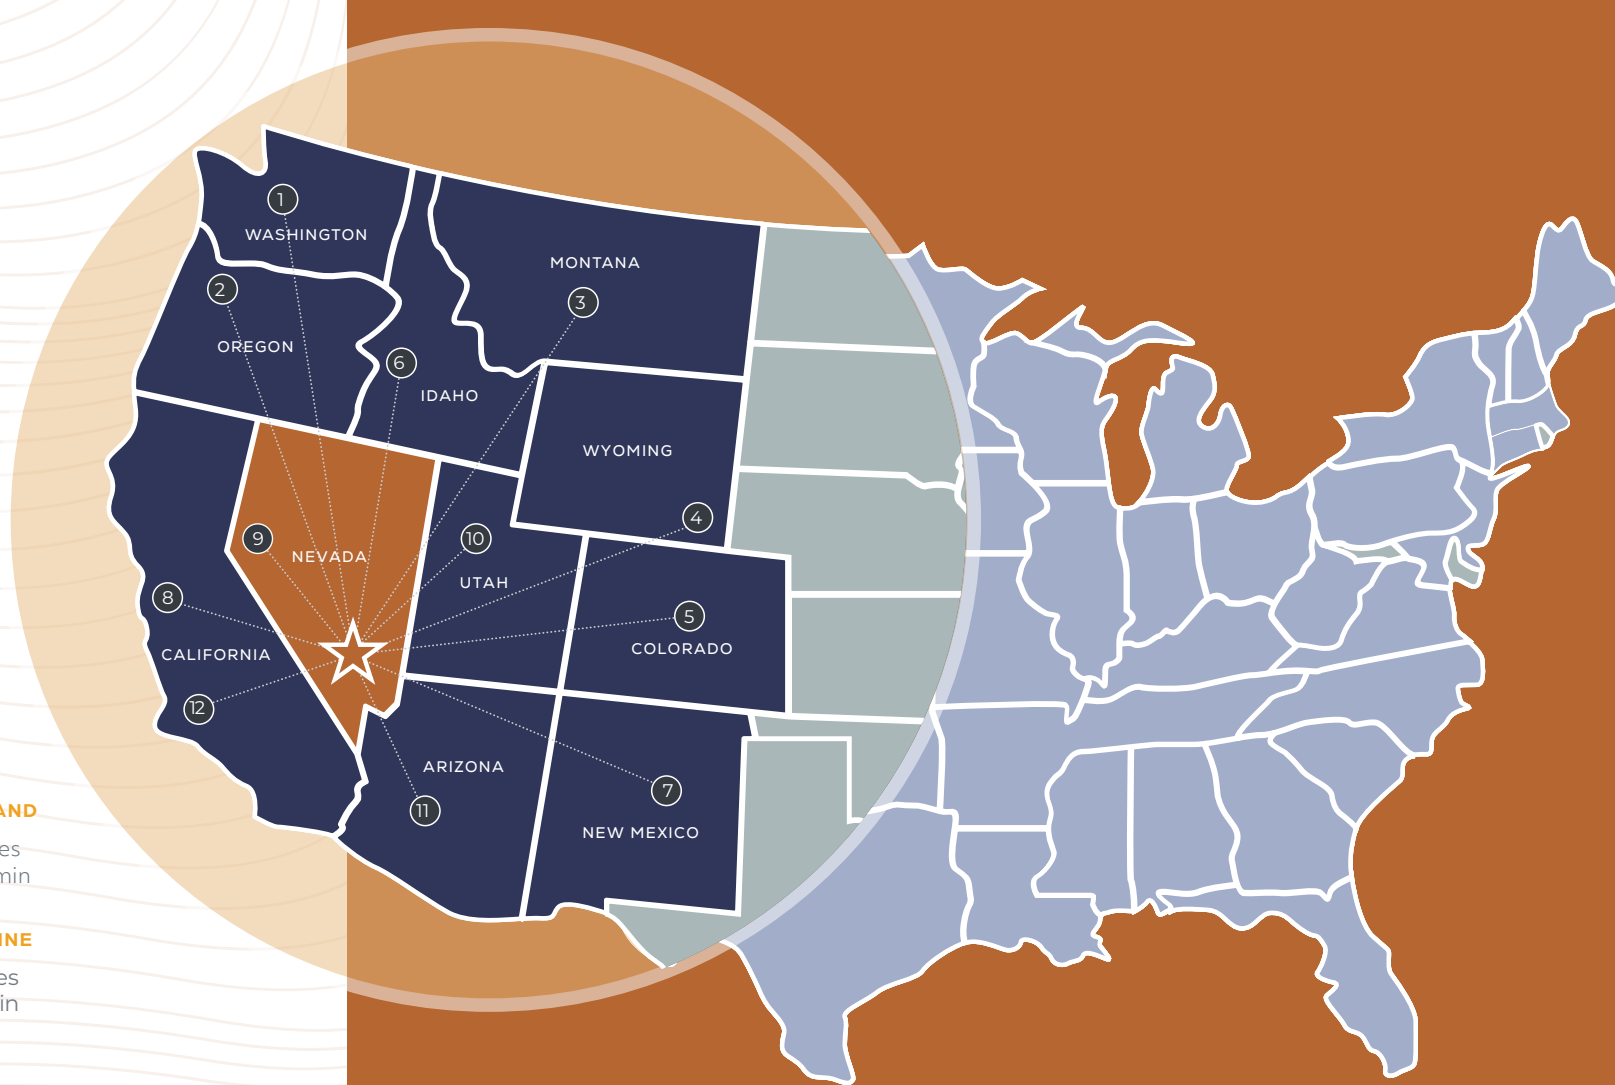 1
WASHINGTON
MONTANA
2
3
OREGON
6
IDAHO
WYOMING
4
9
10
NEVADA
UTAH
8
5
COLORADO
CALIFORNIA
12
ARIZONA
7
11
NEW MEXICO
AND
es
min
INE
es
in